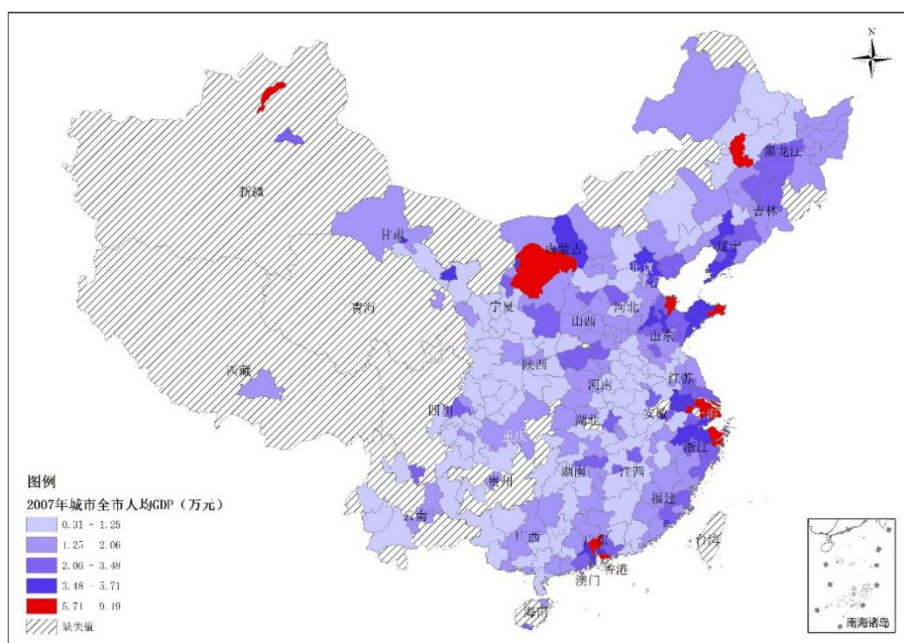 N
黑龙江
吉林
新疆
辽宁
甘肃
内蒙古
北京
河北
宁夏
青海
山西
山东
陕西
西藏
河南
江苏
四川
安徽
上海
湖北
重庆
浙江
湖南
江西
贵州
福建
云南
广西
台湾
香港
澳门
海南
图例
2007年城市全市人均GDP（万元）
0.31 - 1.25
1.25 2.06
2.06 - 3.48
3.48 - 5.71
5.71 9.19
缺失值
南海诸岛